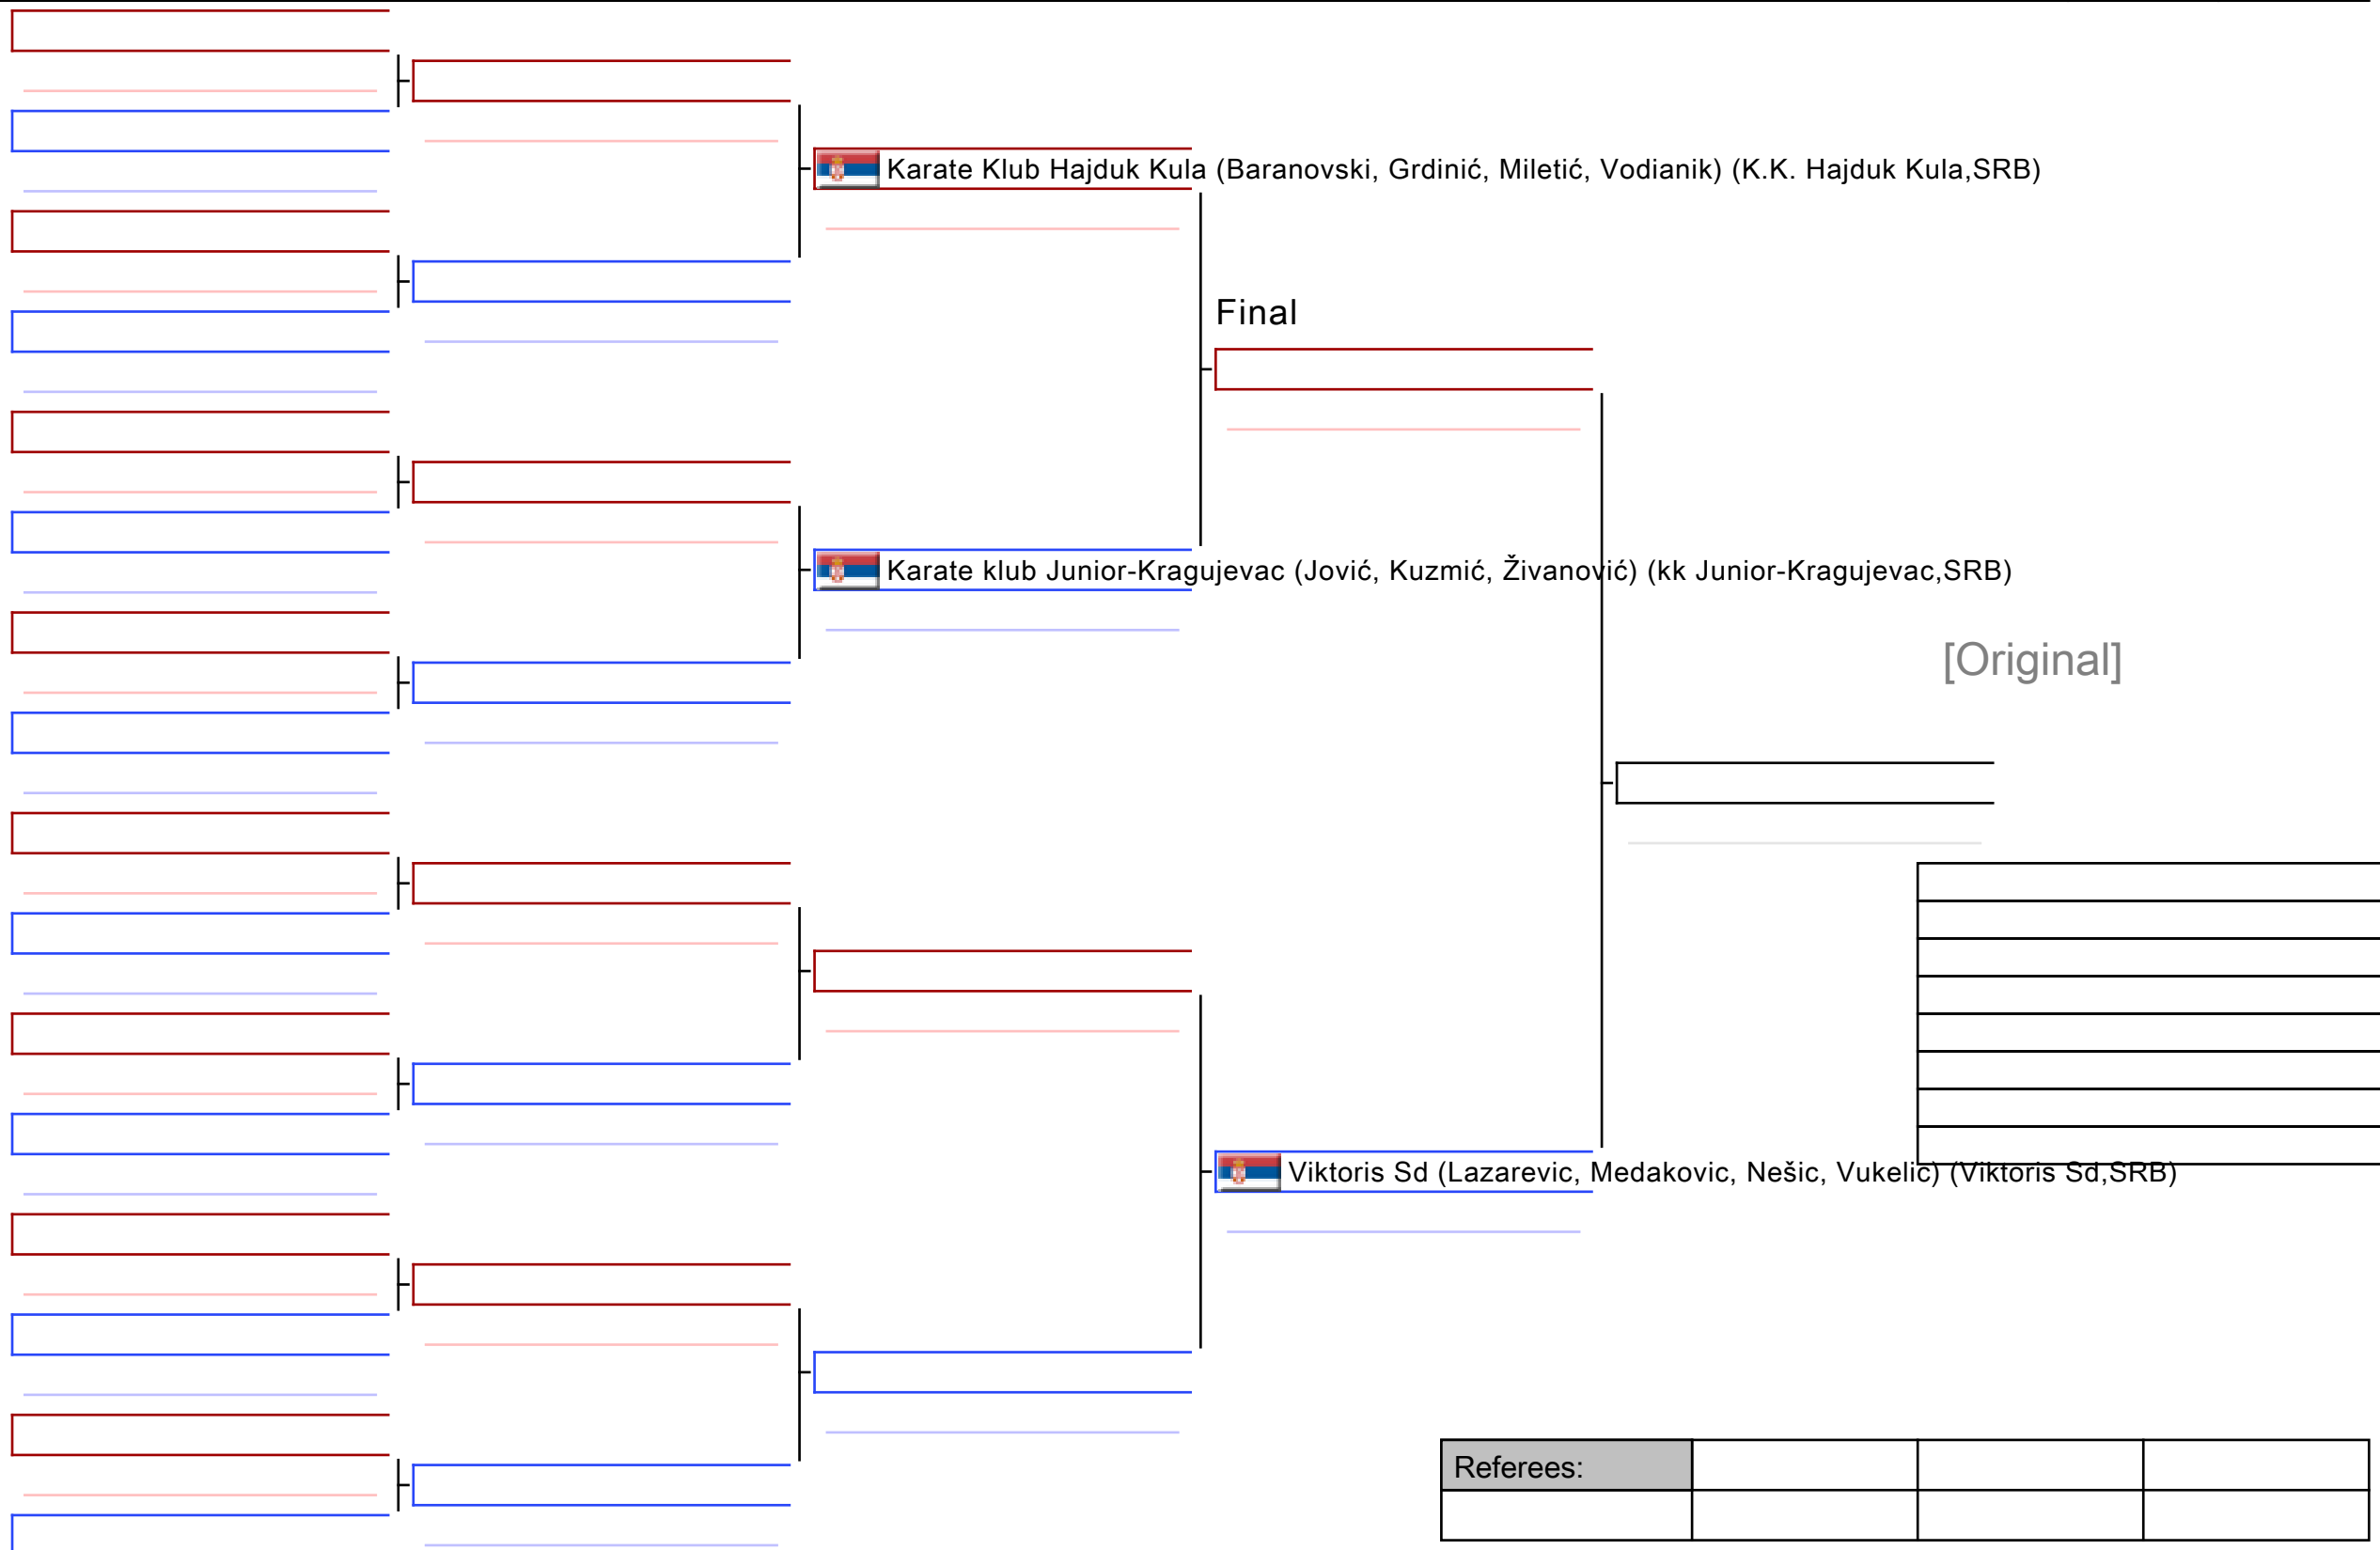 Karate Klub Hajduk Kula (Baranovski, Grdinić, Miletić, Vodianik) (K.K. Hajduk Kula,SRB)
Final
Karate klub Junior-Kragujevac (Jović, Kuzmić, Živanović) (kk Junior-Kragujevac,SRB)
[Original]
Viktoris Sd (Lazarevic, Medakovic, Nešic, Vukelic) (Viktoris Sd,SRB)
Referees: